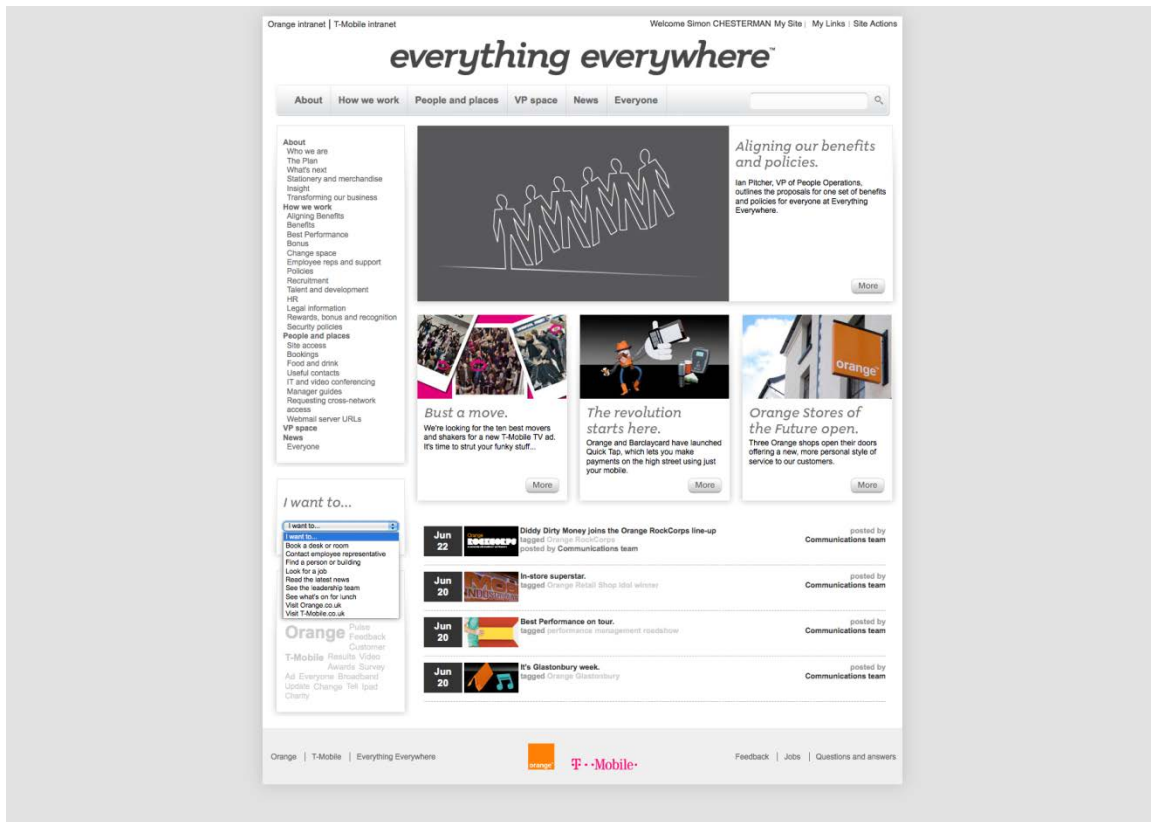 Orange intranet | T-Mobile intranet
Welcome Simon CHESTERMAN My Site | My Links | Site Actions
everything everywhere™
About How we work People and places VP space News Everyone
About
Who we are
The Plan
What's next
Stationery and merchandise
Insight
Transforming our business
How we work
Aligning Benefits
Benefits
Best Performance
Bonus
Change space
Employee reps and support
Policies
Recruitment
Talent and development
HR
Legal information
Rewards, bonus and recognition
Security policies
People and places
Site access
Bookings
Food and drink
Useful contacts
IT and video conferencing
Manager guides
Requesting cross-network
access
Webmail server URLs
VP space
News
Everyone
Aligning our benefits
and policies.
Ian Pitcher, VP of People Operations,
outlines the proposals for one set of benefits
and policies for everyone at Everything
Everywhere.
More
Bust a move.
We're looking for the ten best movers
and shakers for a new T-Mobile TV ad.
It's time to strut your funky stuff...
More
The revolution
starts here.
Orange and Barclaycard have launched
Quick Tap, which lets you make
payments on the high street using just
your mobile.
More
orange™
Orange Stores of
the Future open.
Three Orange shops open their doors
offering a new, more personal style of
service to our customers.
More
I want to...
I want to...
I want to...
Book a desk or room
Contact employee representative
Find a person or building
Look for a job
Read the latest news
See the leadership team
See what's on for lunch
Visit Orange.co.uk
Visit T-Mobile.co.uk
Orange Pulse
Feedback
Customer
T-Mobile Results Video
Awards Survey
Ad Everyone Broadband
Update Change Tell Ipad
Charity
Jun
22
Orange
ROCKCORPS
Diddy Dirty Money joins the Orange RockCorps line-up
tagged Orange RockCorps
posted by Communications team
posted by
Communications team
Jun
20
In-store superstar.
tagged Orange Retail Shop Idol winner
posted by
Communications team
Jun
20
Best Performance on tour.
tagged performance management roadshow
posted by
Communications team
Jun
20
It's Glastonbury week.
tagged Orange Glastonbury
posted by
Communications team
Orange | T-Mobile | Everything Everywhere
orange™
T··Mobile·
Feedback | Jobs | Questions and answers